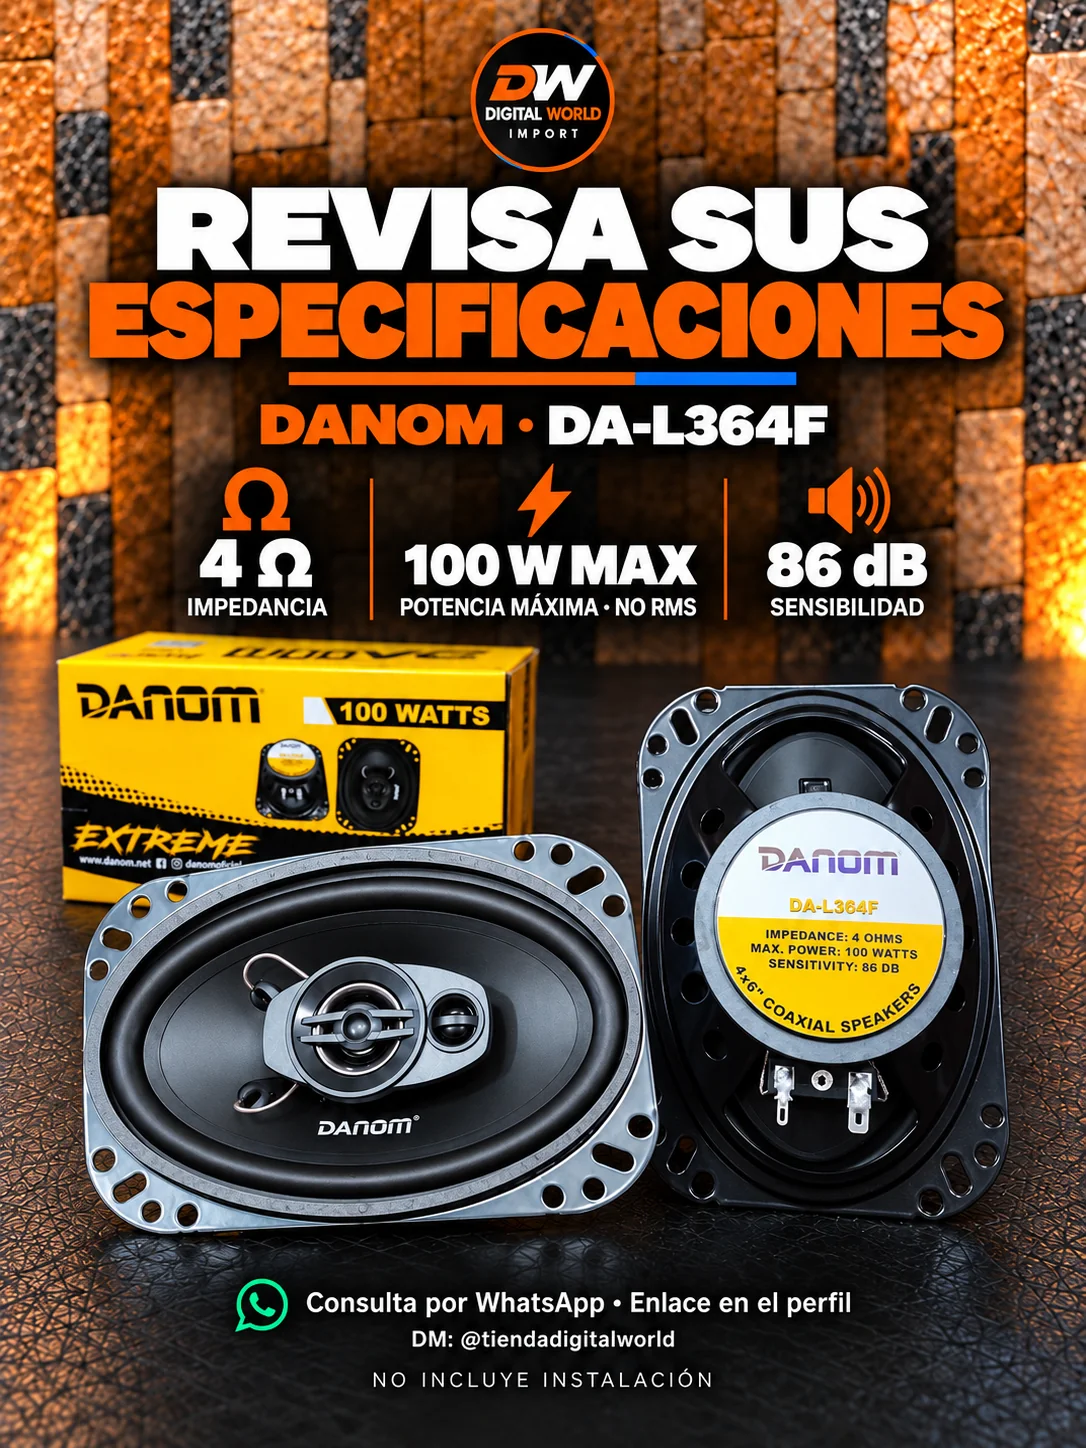 DW
DIGITAL WORLD
IMPORT
REVISA SUS
ESPECIFICACIONES
DANOM • DA-L364F
Ω
4 Ω
IMPEDANCIA
100 W MAX
POTENCIA MÁXIMA • NO RMS
86 dB
SENSIBILIDAD
DANOM
DANOM
100 WATTS
EXTREME
www.danom.net
DANOM
DA-L364F
IMPEDANCE: 4 OHMS
MAX. POWER: 100 WATTS
SENSITIVITY: 86 DB
4x6" COAXIAL SPEAKERS
DANOM®
Consulta por WhatsApp • Enlace en el perfil
DM: @tiendadigitalworld
NO INCLUYE INSTALACIÓN